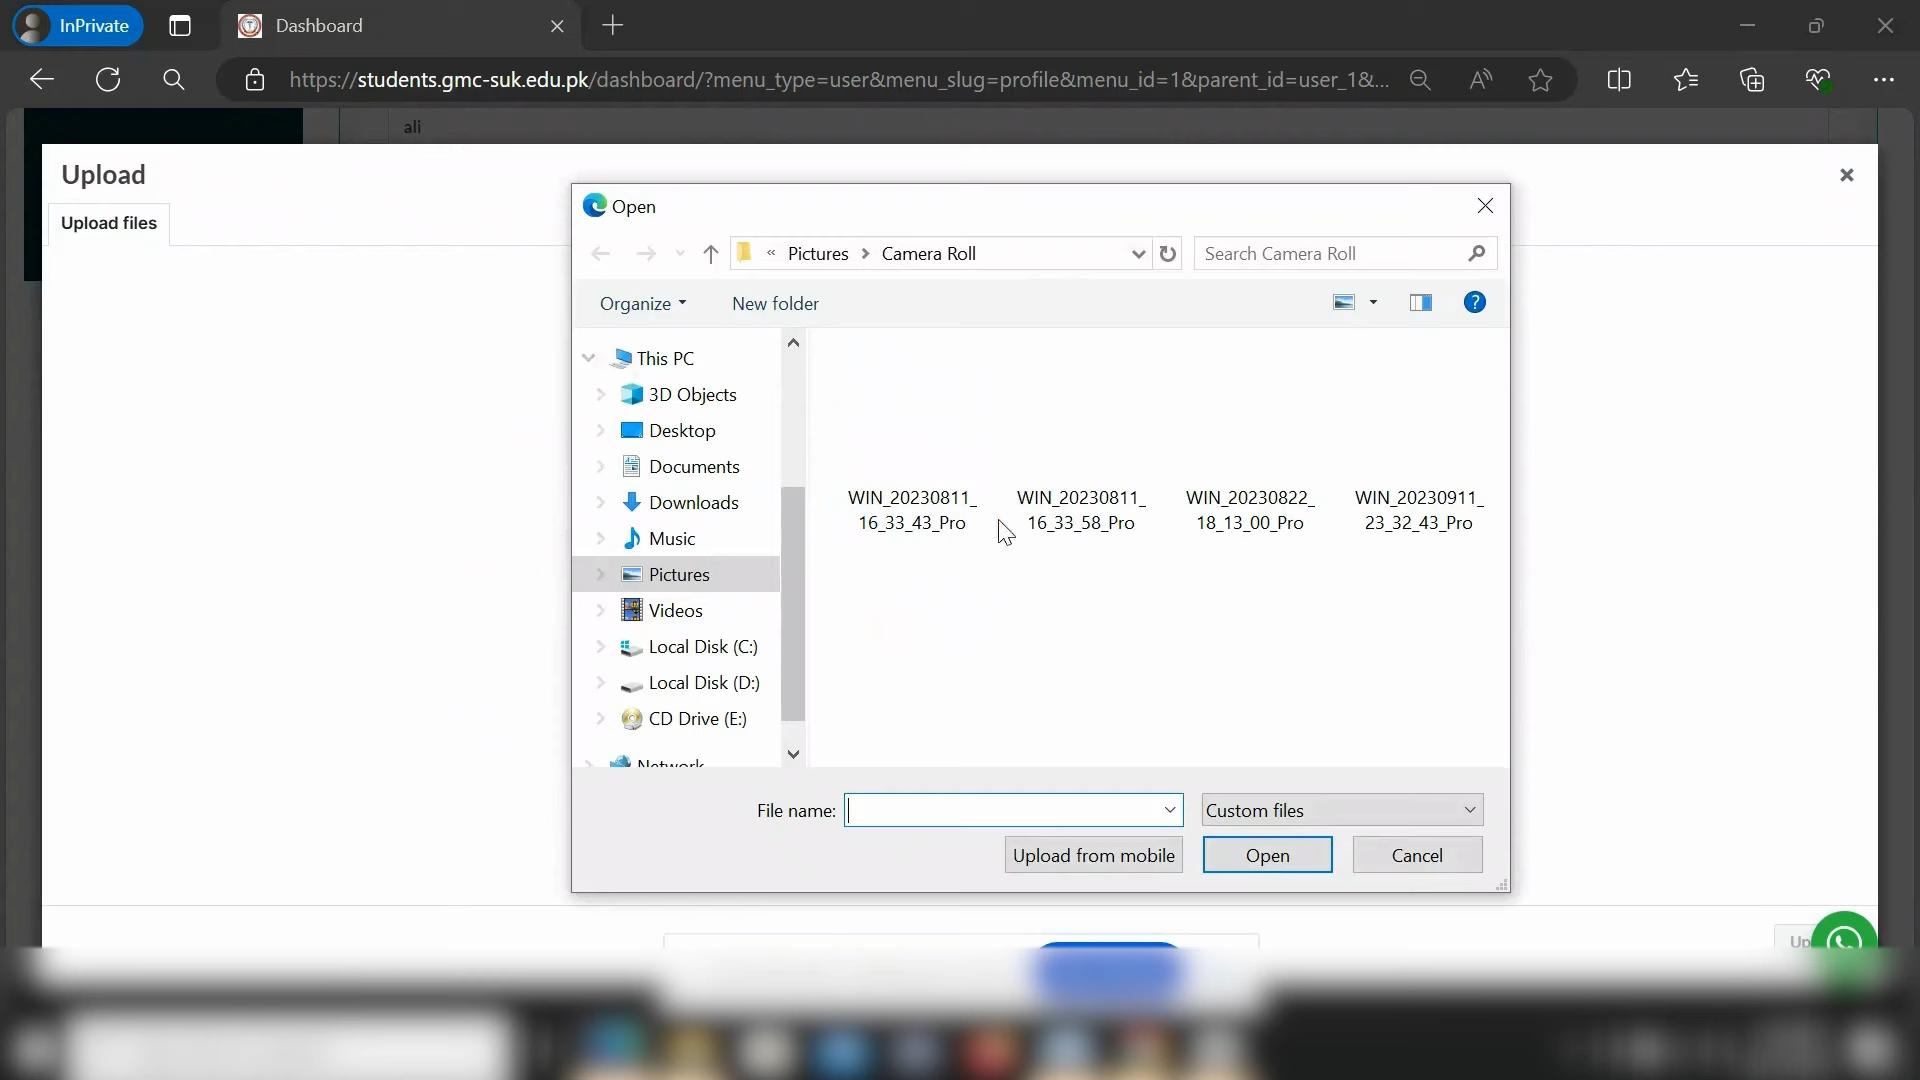 InPrivate
Dashboard
https://students.gmc-suk.edu.pk/dashboard/?menu_type=user&menu_slug=profile&menu_id=1&parent_id=user_1&...
ali
Upload
Upload files
Open
« Pictures > Camera Roll
Search Camera Roll
Organize
New folder
This PC
3D Objects
Desktop
Documents
Downloads
Music
Pictures
Videos
Local Disk (C:)
Local Disk (D:)
CD Drive (E:)
Network
WIN_20230811_
16_33_43_Pro
WIN_20230811_
16_33_58_Pro
WIN_20230822_
18_13_00_Pro
WIN_20230911_
23_32_43_Pro
File name:
Custom files
Upload from mobile
Open
Cancel